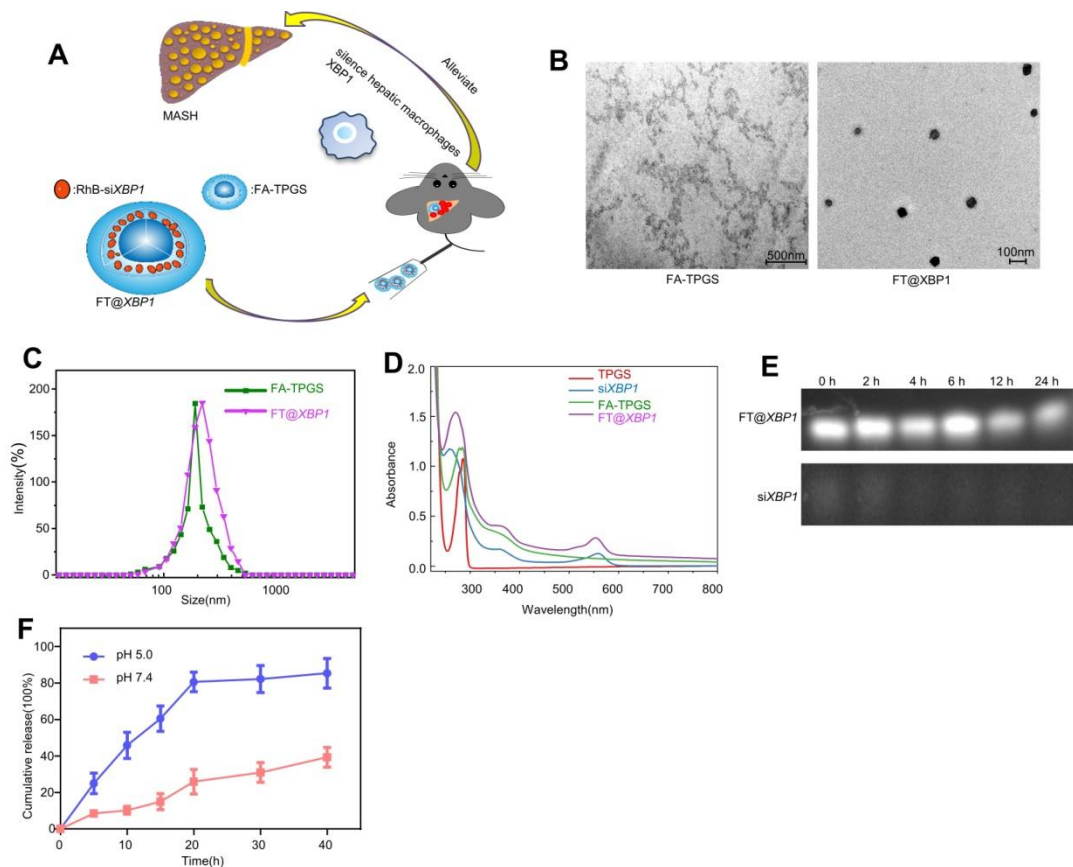 A
MASH
silence hepatic macrophages
XBP1
Alleviate
:RhB-siXBP1
:FA-TPGS
FT@XBP1
B
500nm
100nm
FA-TPGS
FT@XBP1
C
FA-TPGS
FT@XBP1
200
150
100
50
0
Intensity(%)
100
1000
Size(nm)
D
TPGS
siXBP1
FA-TPGS
FT@XBP1
2.0
1.5
1.0
0.5
0.0
Absorbance
300
400
500
600
700
800
Wavelength(nm)
E
0 h
2 h
4 h
6 h
12 h
24 h
FT@XBP1
siXBP1
F
pH 5.0
pH 7.4
100
80
60
40
20
0
Cumulative release(100%)
0
10
20
30
40
Time(h)